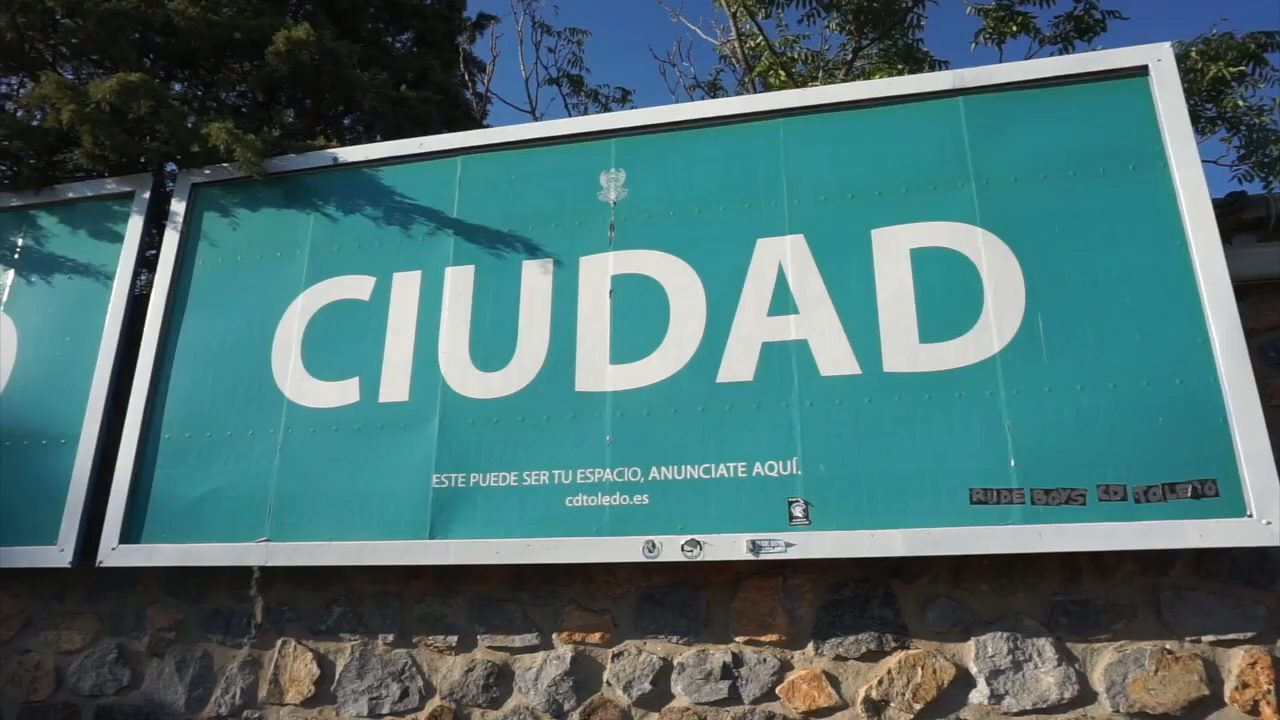 CIUDAD
ESTE PUEDE SER TU ESPACIO, ANUNCIATE AQUÍ.
cdtoledo.es
RUDE BOYS CD TOLEDO